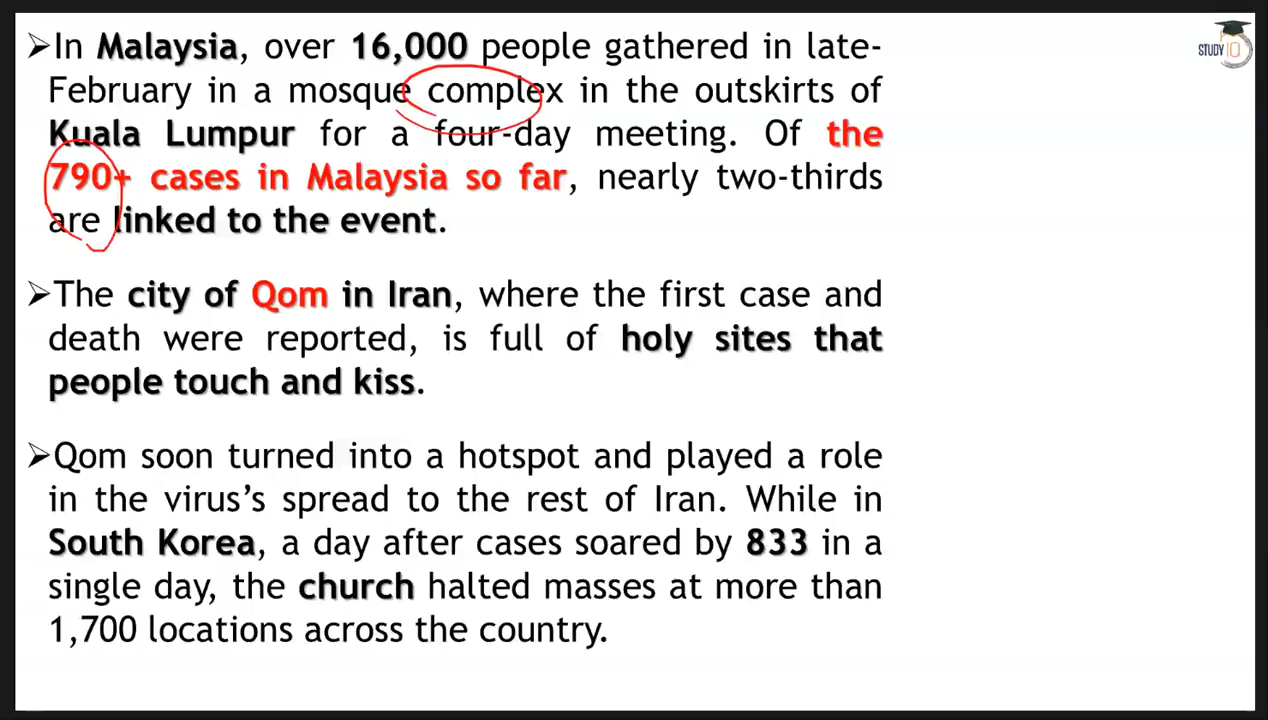 ➢In Malaysia, over 16,000 people gathered in late-
February in a mosque complex in the outskirts of
Kuala Lumpur for a four-day meeting. Of the
790+ cases in Malaysia so far, nearly two-thirds
are linked to the event.
➢The city of Qom in Iran, where the first case and
death were reported, is full of holy sites that
people touch and kiss.
➢Qom soon turned into a hotspot and played a role
in the virus’s spread to the rest of Iran. While in
South Korea, a day after cases soared by 833 in a
single day, the church halted masses at more than
1,700 locations across the country.
STUDY IQ